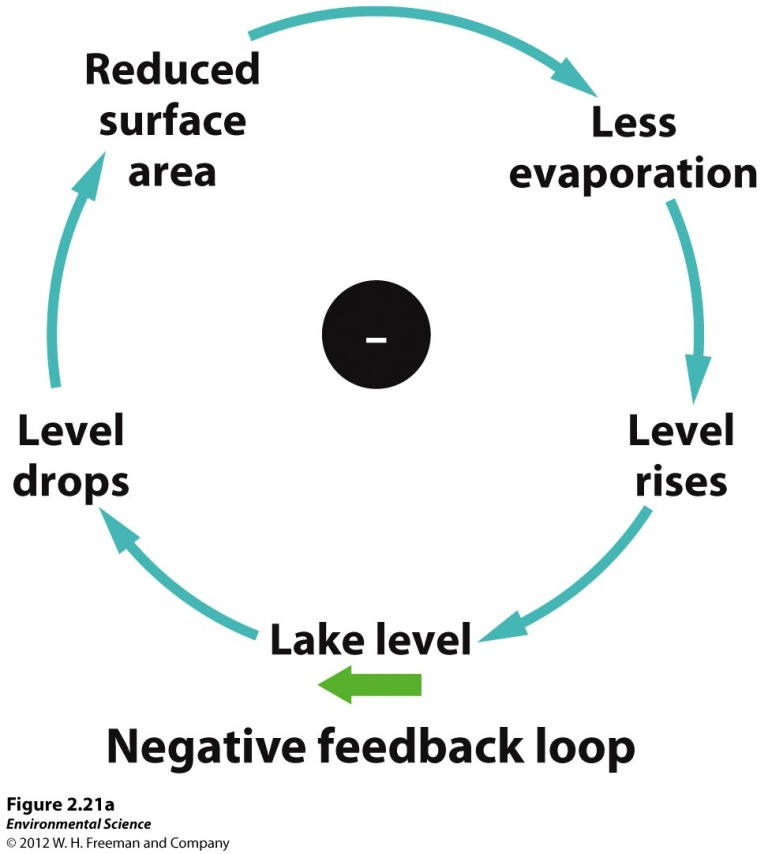 Reduced
surface
area
Less
evaporation
-
Level
drops
Level
rises
Lake level
Negative feedback loop
Figure 2.21a
Environmental Science
© 2012 W. H. Freeman and Company